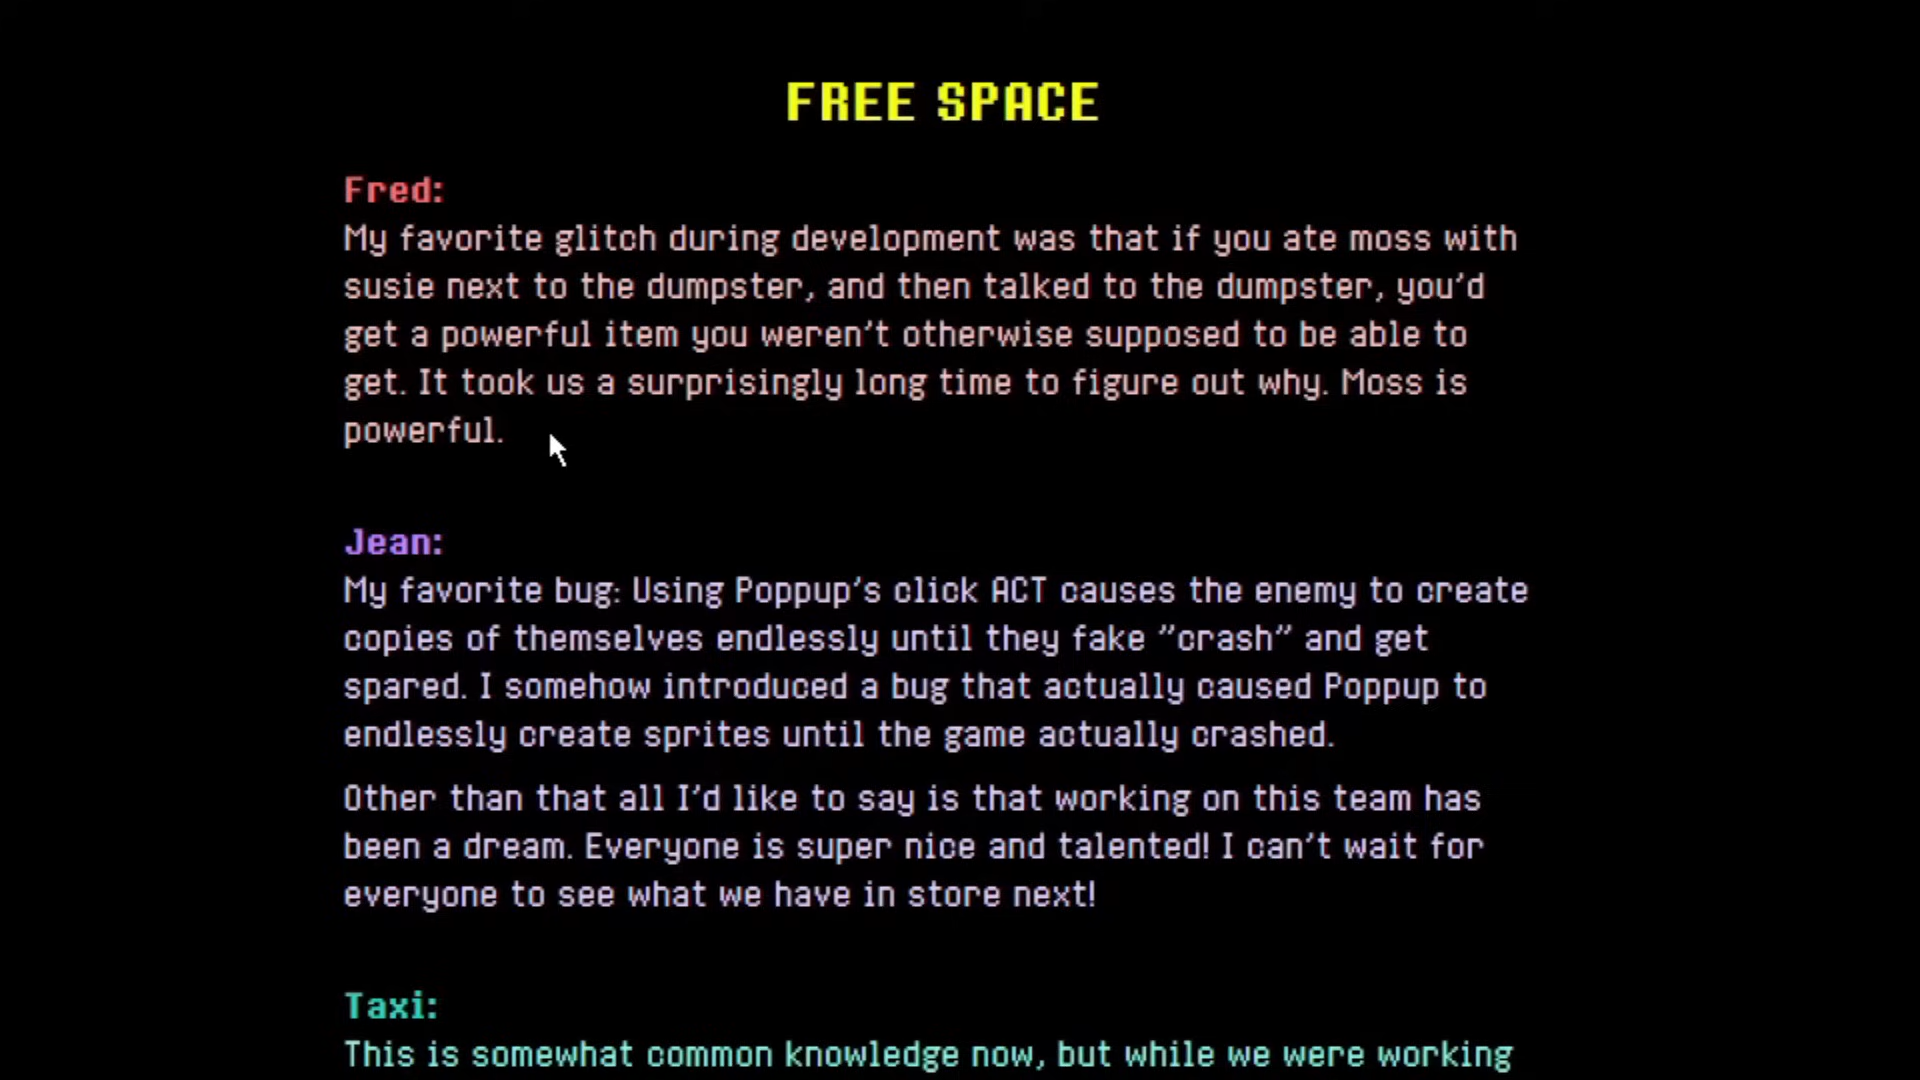 FREE SPACE
Fred:
My favorite glitch during development was that if you ate moss with
susie next to the dumpster, and then talked to the dumpster, you'd
get a powerful item you weren't otherwise supposed to be able to
get. It took us a surprisingly long time to figure out why. Moss is
powerful.
Jean:
My favorite bug: Using Poppup's click ACT causes the enemy to create
copies of themselves endlessly until they fake "crash" and get
spared. I somehow introduced a bug that actually caused Poppup to
endlessly create sprites until the game actually crashed.
Other than that all I'd like to say is that working on this team has
been a dream. Everyone is super nice and talented! I can't wait for
everyone to see what we have in store next!
Taxi:
This is somewhat common knowledge now, but while we were working